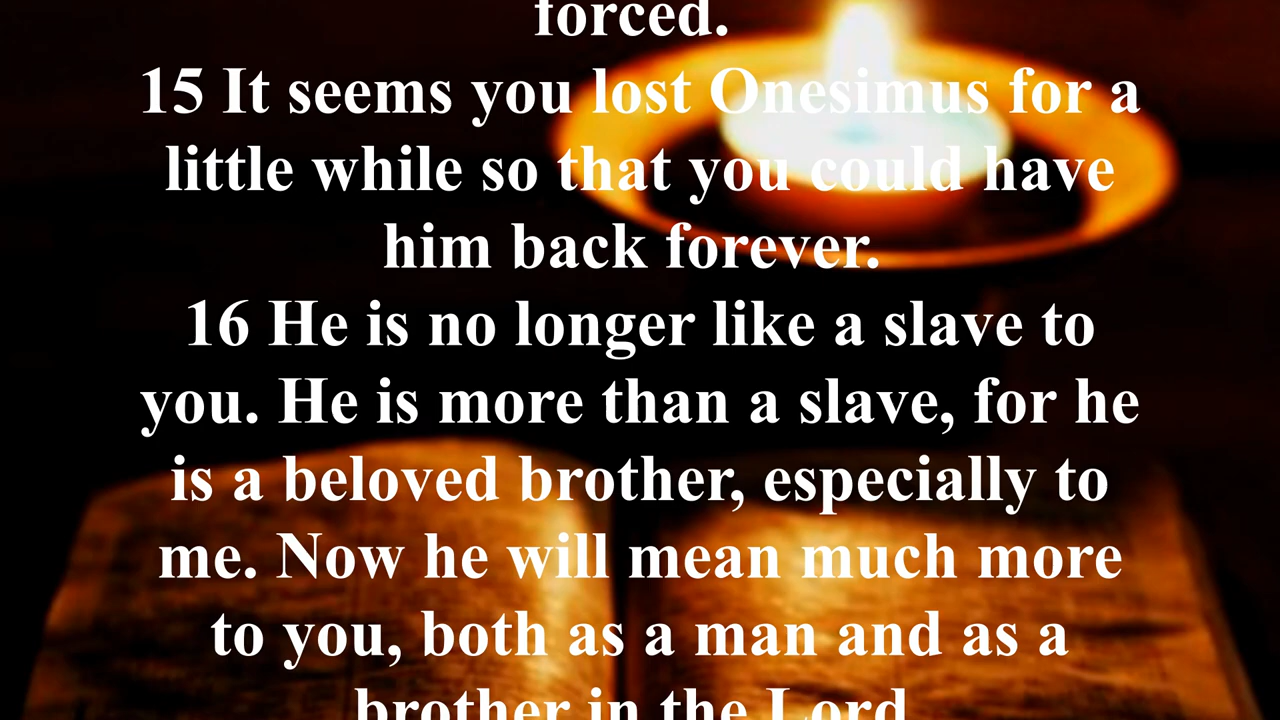 forced.
15 It seems you lost Onesimus for a
little while so that you could have
him back forever.
16 He is no longer like a slave to
you. He is more than a slave, for he
is a beloved brother, especially to
me. Now he will mean much more
to you, both as a man and as a
brother in the Lord